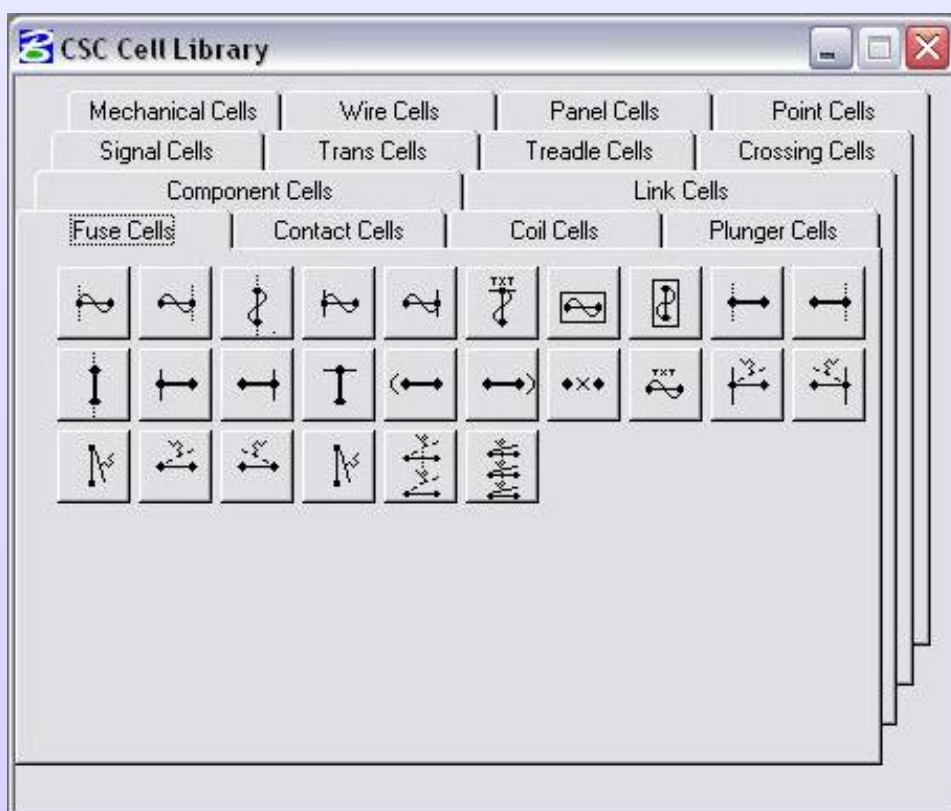 CSC Cell Library
Mechanical Cells Wire Cells Panel Cells Point Cells
Signal Cells Trans Cells Treadle Cells Crossing Cells
Component Cells Link Cells
Fuse Cells Contact Cells Coil Cells Plunger Cells
TXT
TXT